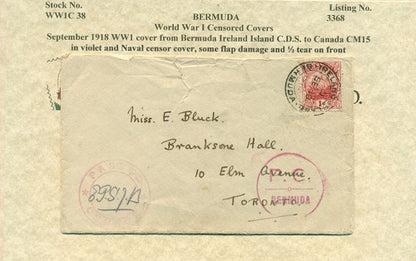 Stock No.
WW1C 38
BERMUDA
World War I Censored Covers
Listing No.
3368
September 1918 WW1 cover from Bermuda Ireland Island C.D.S. to Canada CM15
in violet and Naval censor cover, some flap damage and ½ tear on front
Miss. E. Bluck.
Branksone Hall.
10 Elm Avenue.
TORONTO.
P.C.
BERMUDA